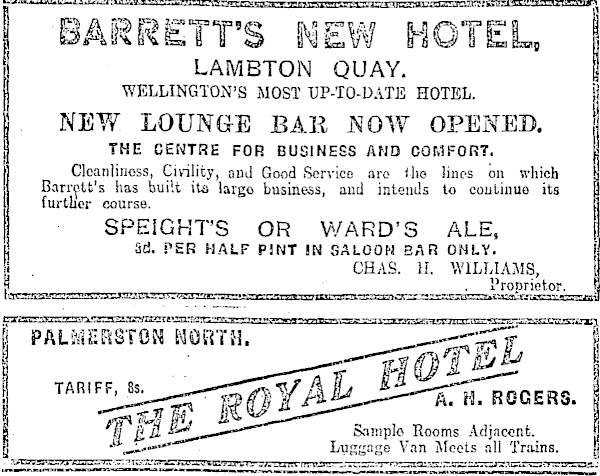 BARRETT'S NEW HOTEL,
LAMBTON QUAY.
WELLINGTON'S MOST UP-TO-DATE HOTEL.
NEW LOUNGE BAR NOW OPENED.
THE CENTRE FOR BUSINESS AND COMFORT.
Cleanliness, Civility, and Good Service are the lines on which
Barrett's has built its large business, and intends to continue its
further course.
SPEIGHT'S OR WARD'S ALE,
3d. PER HALF PINT IN SALOON BAR ONLY.
CHAS. H. WILLIAMS,
Proprietor.
PALMERSTON NORTH.
TARIFF, 8s.
THE ROYAL HOTEL
A. H. ROGERS.
Sample Rooms Adjacent.
Luggage Van Meets all Trains.